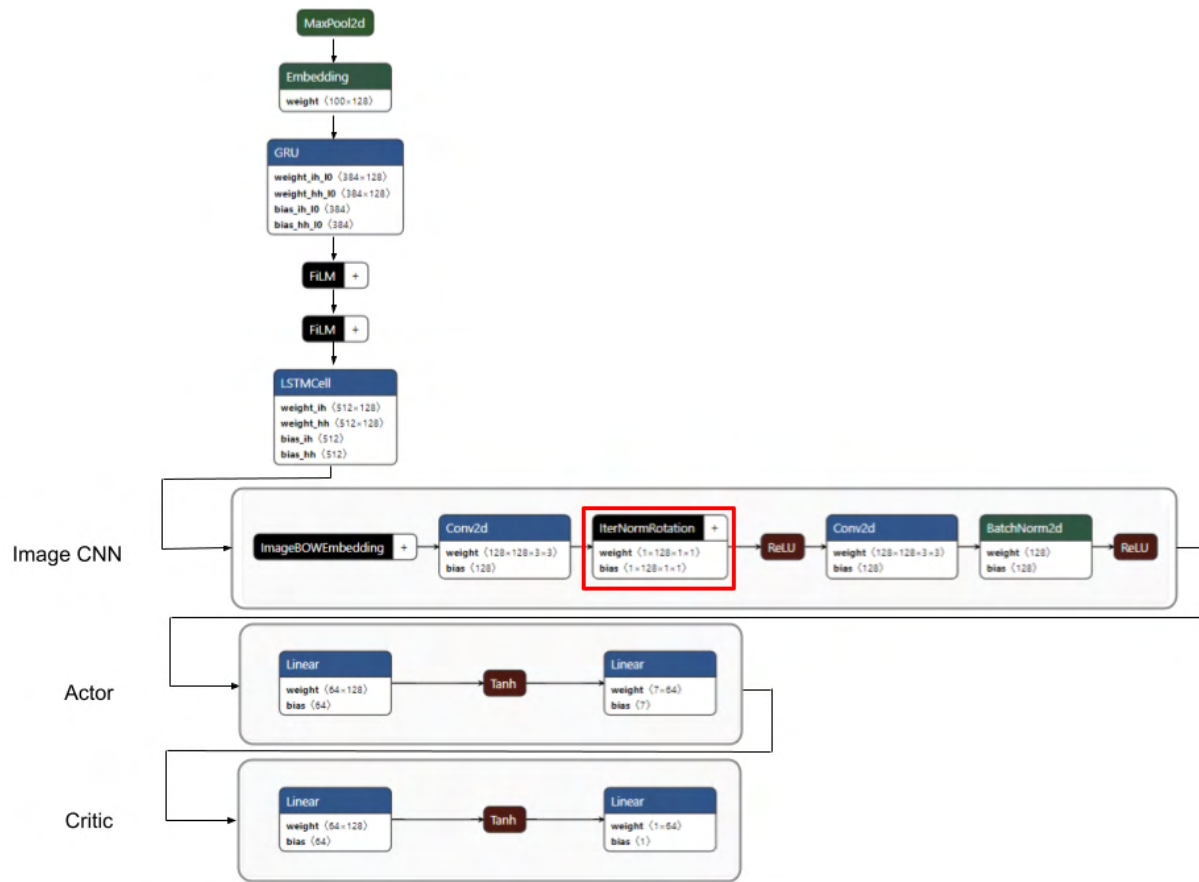 MaxPool2d
Embedding
weight ⟨100×128⟩
GRU
weight_ih_l0 ⟨384×128⟩
weight_hh_l0 ⟨384×128⟩
bias_ih_l0 ⟨384⟩
bias_hh_l0 ⟨384⟩
FiLM +
FiLM +
LSTMCell
weight_ih ⟨512×128⟩
weight_hh ⟨512×128⟩
bias_ih ⟨512⟩
bias_hh ⟨512⟩
Image CNN
ImageBOWEmbedding +
Conv2d
weight ⟨128×128×3×3⟩
bias ⟨128⟩
IterNormRotation +
weight ⟨1×128×1×1⟩
bias ⟨1×128×1×1⟩
ReLU
Conv2d
weight ⟨128×128×3×3⟩
bias ⟨128⟩
BatchNorm2d
weight ⟨128⟩
bias ⟨128⟩
ReLU
Actor
Linear
weight ⟨64×128⟩
bias ⟨64⟩
Tanh
Linear
weight ⟨7×64⟩
bias ⟨7⟩
Critic
Linear
weight ⟨64×128⟩
bias ⟨64⟩
Tanh
Linear
weight ⟨1×64⟩
bias ⟨1⟩